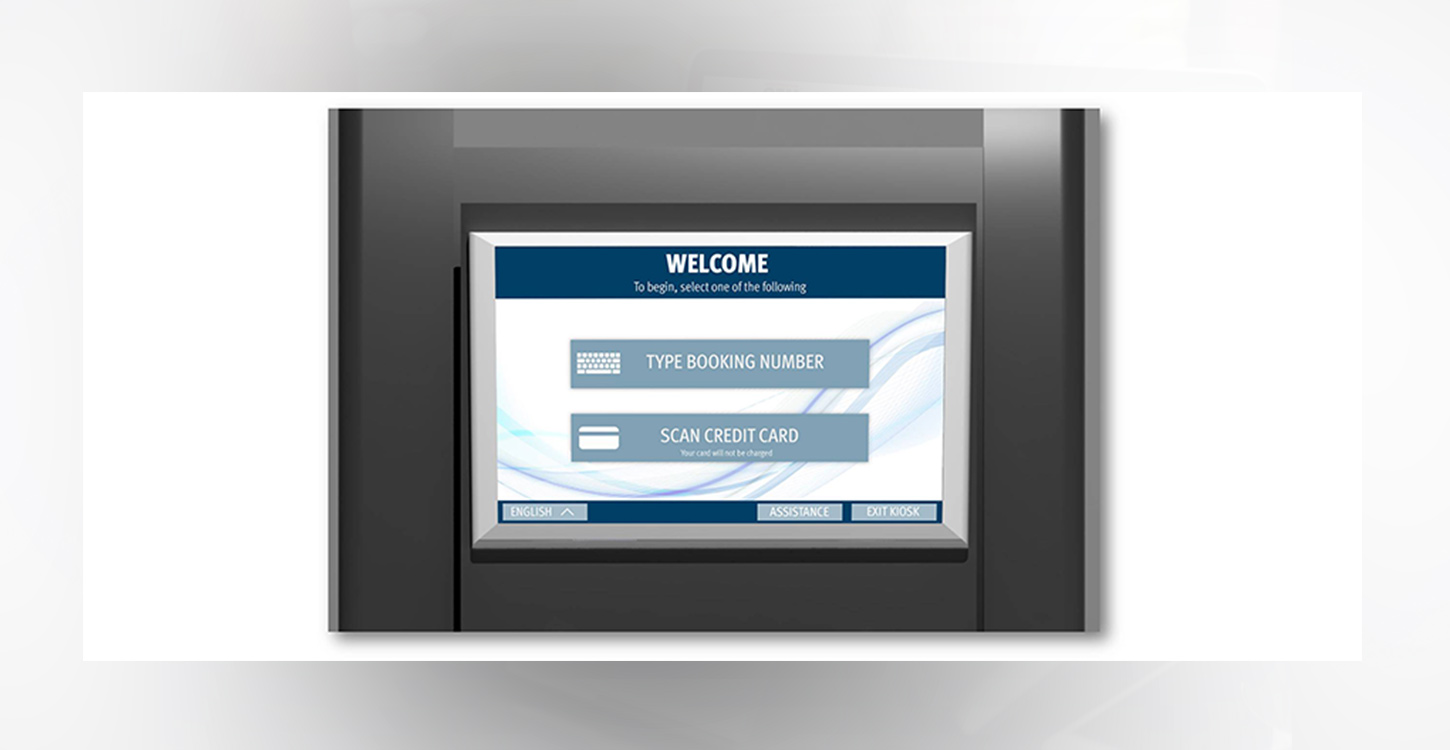 WELCOME
To begin, select one of the following
TYPE BOOKING NUMBER
SCAN CREDIT CARD
Your card will not be charged
ENGLISH
ASSISTANCE
EXIT KIOSK